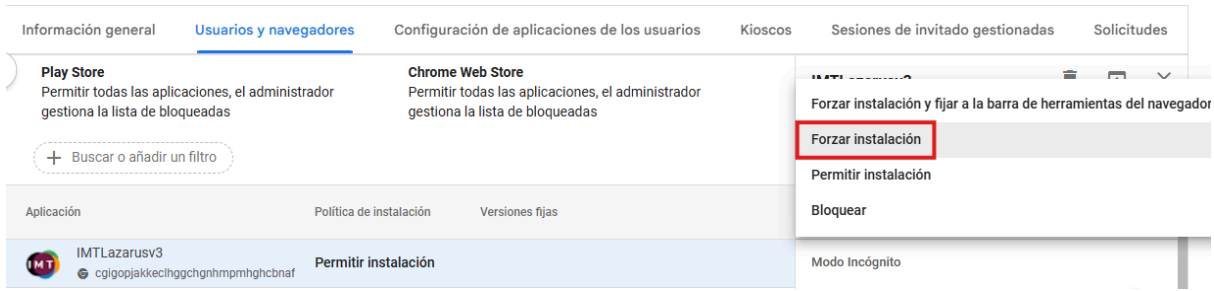 Información general Usuarios y navegadores Configuración de aplicaciones de los usuarios Kioscos Sesiones de invitado gestionadas Solicitudes
Play Store
Permitir todas las aplicaciones, el administrador
gestiona la lista de bloqueadas
Chrome Web Store
Permitir todas las aplicaciones, el administrador
gestiona la lista de bloqueadas
IMTLazarusv3
Forzar instalación y fijar a la barra de herramientas del navegador
Forzar instalación
Permitir instalación
Bloquear
+ Buscar o añadir un filtro
Aplicación Política de instalación Versiones fijas
IMT
IMTLazarusv3
cgigopjakkeclhggchgnhmpmhghcbnaf
Permitir instalación
Modo Incógnito